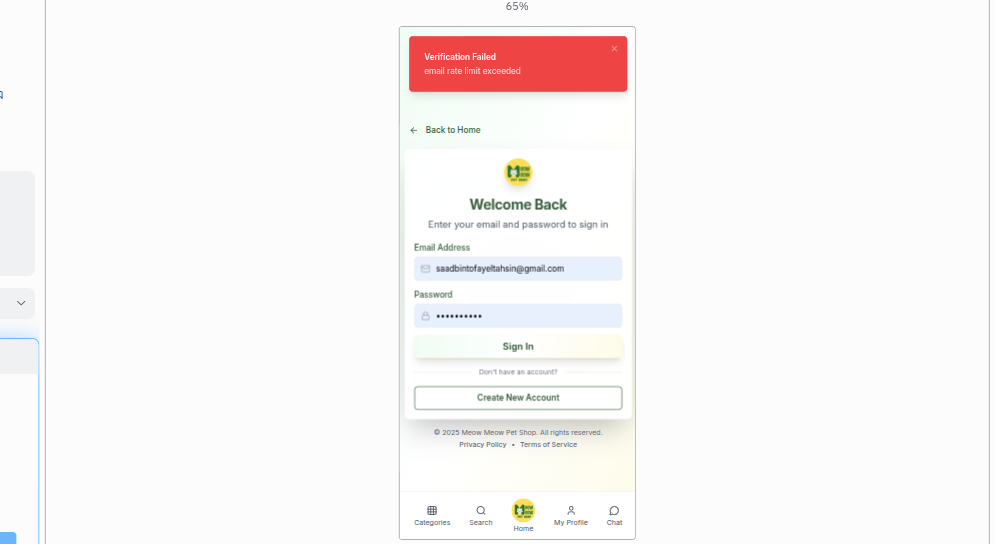 65%
Verification Failed
email rate limit exceeded
Back to Home
Welcome Back
Enter your email and password to sign in
Email Address
saadbintofayeltahsin@gmail.com
Password
••••••••••
Sign In
Don't have an account?
Create New Account
© 2025 Meow Meow Pet Shop. All rights reserved.
Privacy Policy • Terms of Service
Categories
Search
Home
My Profile
Chat